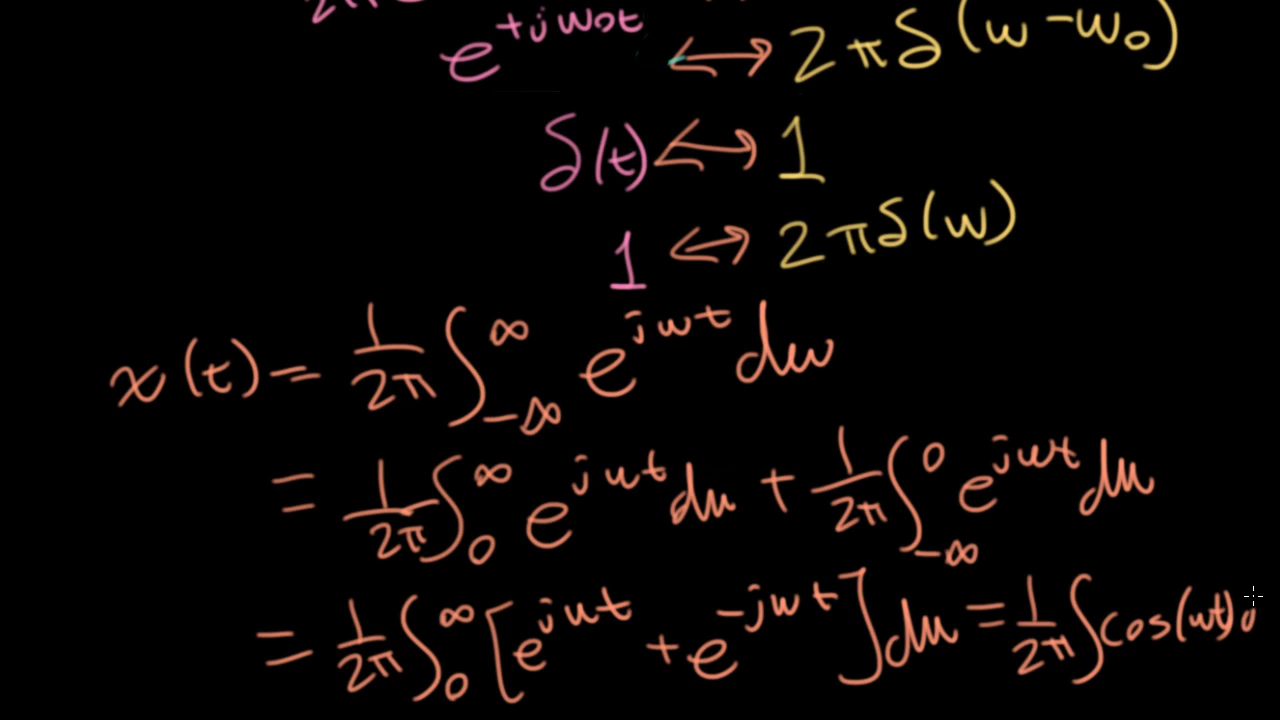 e^{+jω₀t} ↔ 2πδ(ω-ω₀)
δ(t) ↔ 1
1 ↔ 2πδ(ω)
x(t) = 1/2π ∫_{-∞}^{∞} e^{jωt} dω
= 1/2π ∫_0^∞ e^{jωt} dω + 1/2π ∫_{-∞}^0 e^{jωt} dω
= 1/2π ∫_0^∞ [e^{jωt} + e^{-jωt}] dω = 1/2π ∫ cos(ωt)